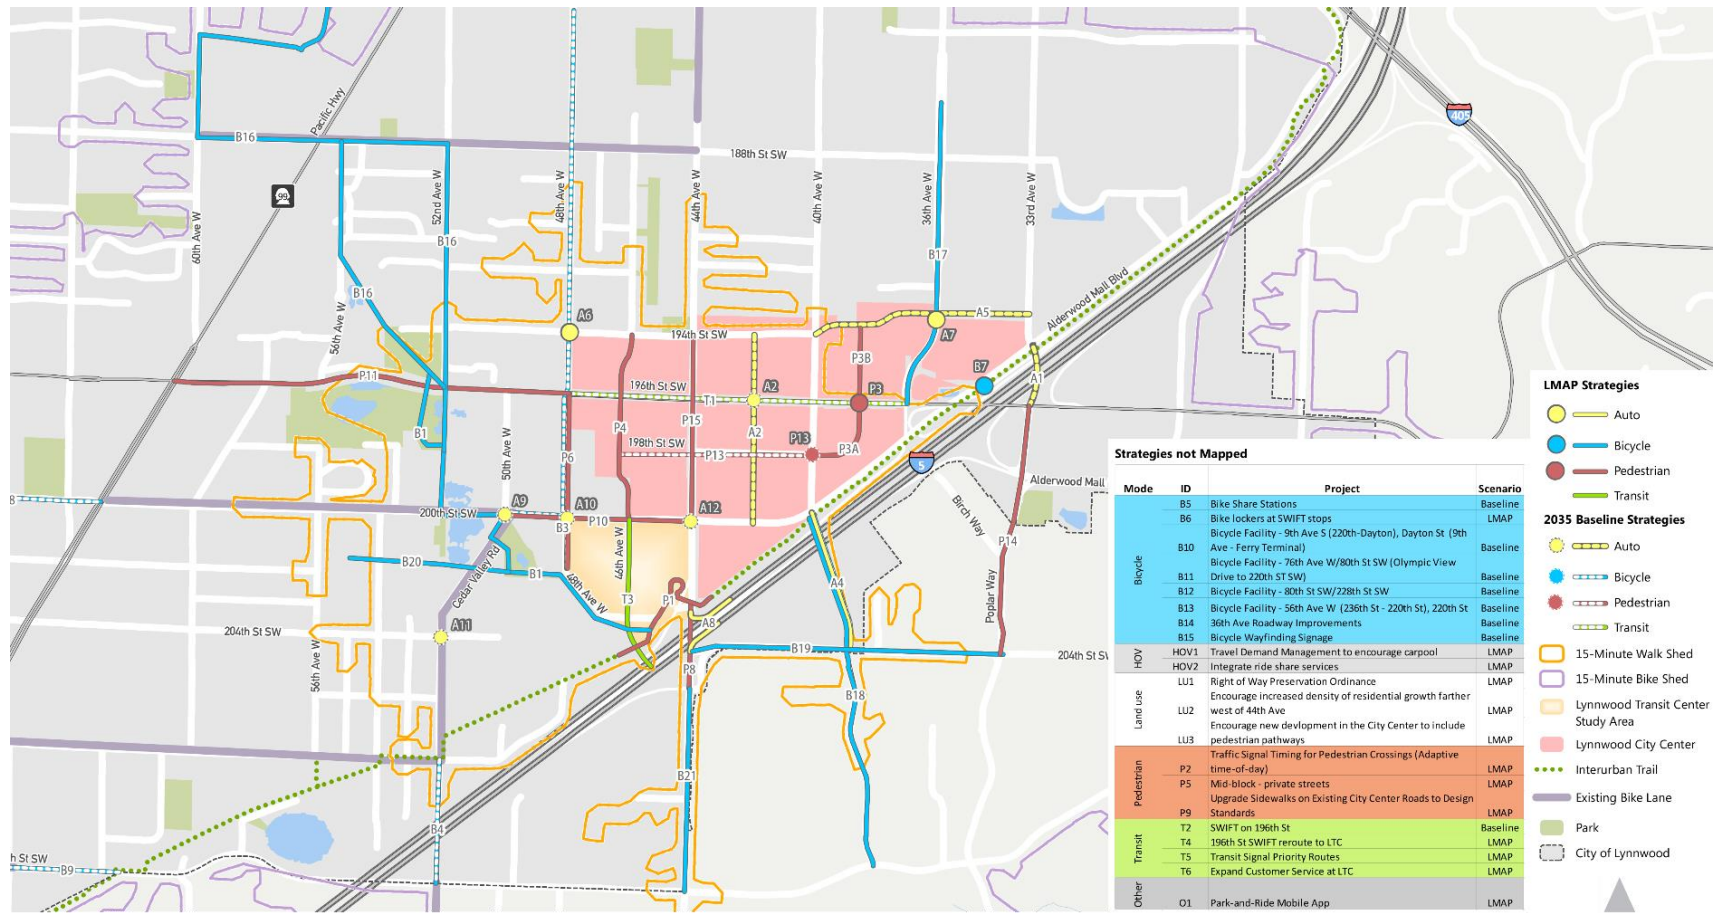 405
Pacific Hwy
B16
188th St SW
99
60th Ave W
52nd Ave W
48th Ave W
44th Ave W
40th Ave W
36th Ave W
33rd Ave W
B16
B17
B16
Alderwood Mall Blvd
56th Ave W
A6
A5
194th St SW
A7
P3B
B7
P11
196th St SW
T1
A2
P3
A1
B1
50th Ave W
P4
P15
A2
P13
P3A
198th St SW
P13
P6
5
Alderwood Mall
8
200th St SW
A9
A10
B3
P10
A12
Birch Way
P14
B20
B1
Cedar Valley Rd
48th Ave W
46th Ave W
T3
P1
A4
Poplar Way
A11
204th St SW
56th Ave W
A8
P8
B19
204th St SW
B18
B21
B4
h St SW
B9
Strategies not Mapped
Mode ID Project Scenario
Bicycle
B5 Bike Share Stations Baseline
B6 Bike lockers at SWIFT stops LMAP
Bicycle Facility - 9th Ave S (220th-Dayton), Dayton St (9th
B10 Ave - Ferry Terminal) Baseline
Bicycle Facility - 76th Ave W/80th St SW (Olympic View
B11 Drive to 220th ST SW) Baseline
B12 Bicycle Facility - 80th St SW/228th St SW Baseline
B13 Bicycle Facility - 56th Ave W (236th St - 220th St), 220th St Baseline
B14 36th Ave Roadway Improvements Baseline
B15 Bicycle Wayfinding Signage Baseline
HOV
HOV1 Travel Demand Management to encourage carpool LMAP
HOV2 Integrate ride share services LMAP
Land use
LU1 Right of Way Preservation Ordinance LMAP
Encourage increased density of residential growth farther
LU2 west of 44th Ave LMAP
Encourage new devlopment in the City Center to include
LU3 pedestrian pathways LMAP
Pedestrian
Traffic Signal Timing for Pedestrian Crossings (Adaptive
P2 time-of-day) LMAP
P5 Mid-block - private streets LMAP
Upgrade Sidewalks on Existing City Center Roads to Design
P9 Standards LMAP
Transit
T2 SWIFT on 196th St Baseline
T4 196th St SWIFT reroute to LTC LMAP
T5 Transit Signal Priority Routes LMAP
T6 Expand Customer Service at LTC LMAP
Other
O1 Park-and-Ride Mobile App LMAP
LMAP Strategies
Auto
Bicycle
Pedestrian
Transit
2035 Baseline Strategies
Auto
Bicycle
Pedestrian
Transit
15-Minute Walk Shed
15-Minute Bike Shed
Lynnwood Transit Center
Study Area
Lynnwood City Center
Interurban Trail
Existing Bike Lane
Park
City of Lynnwood